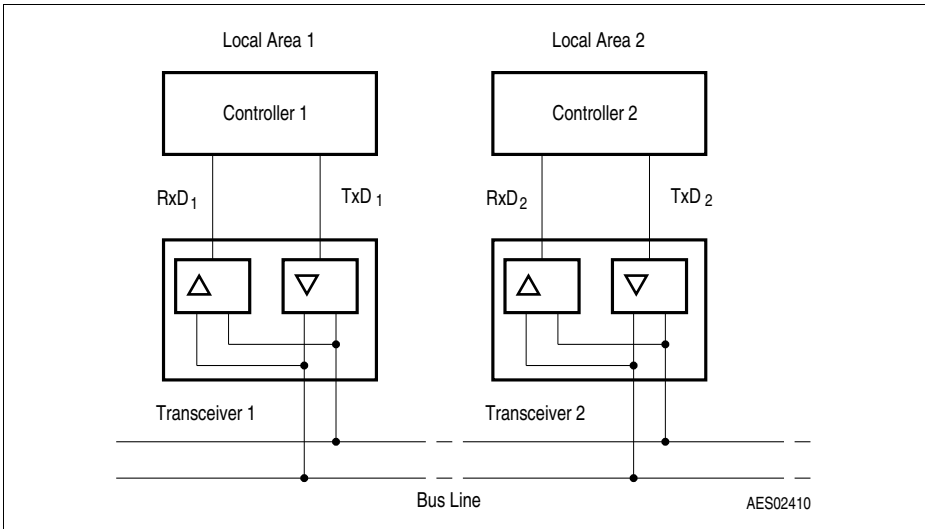 Local Area 1
Local Area 2
Controller 1
Controller 2
RxD1
TxD 1
RxD2
TxD 2
Transceiver 1
Transceiver 2
Bus Line
AES02410